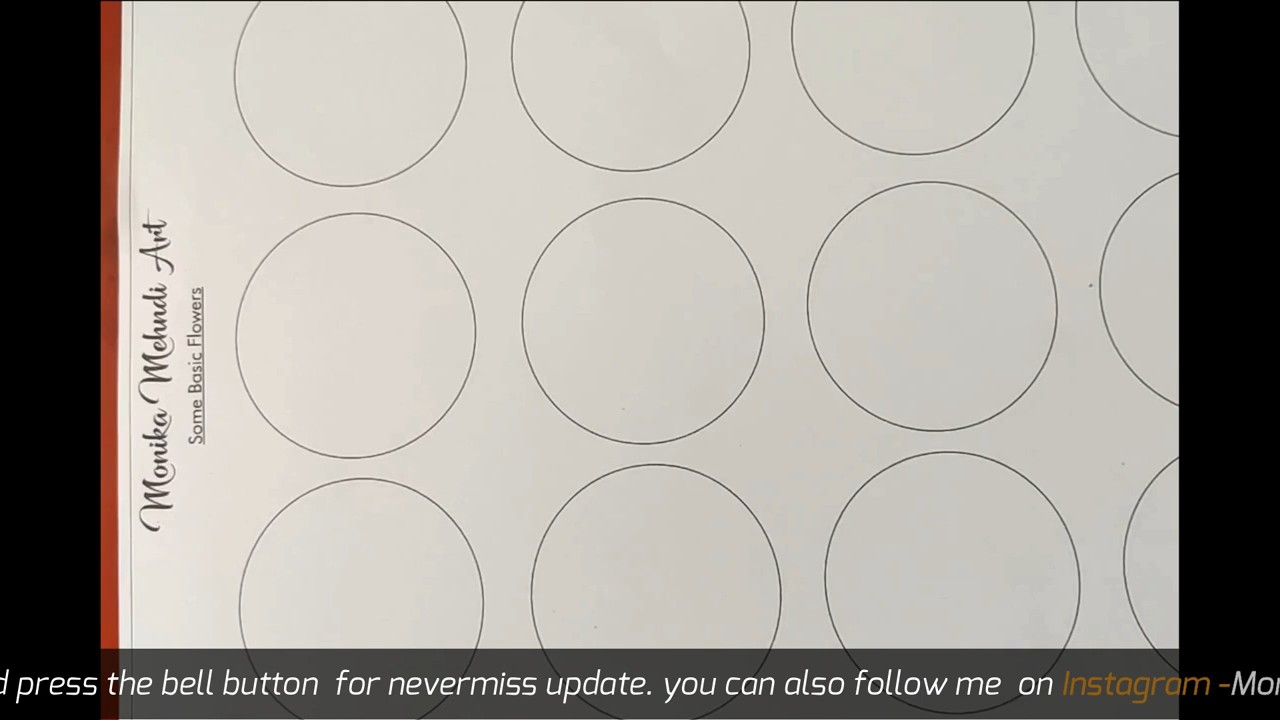 Monika Mehndi Art
Some Basic Flowers
press the bell button for nevermiss update. you can also follow me on Instagram -